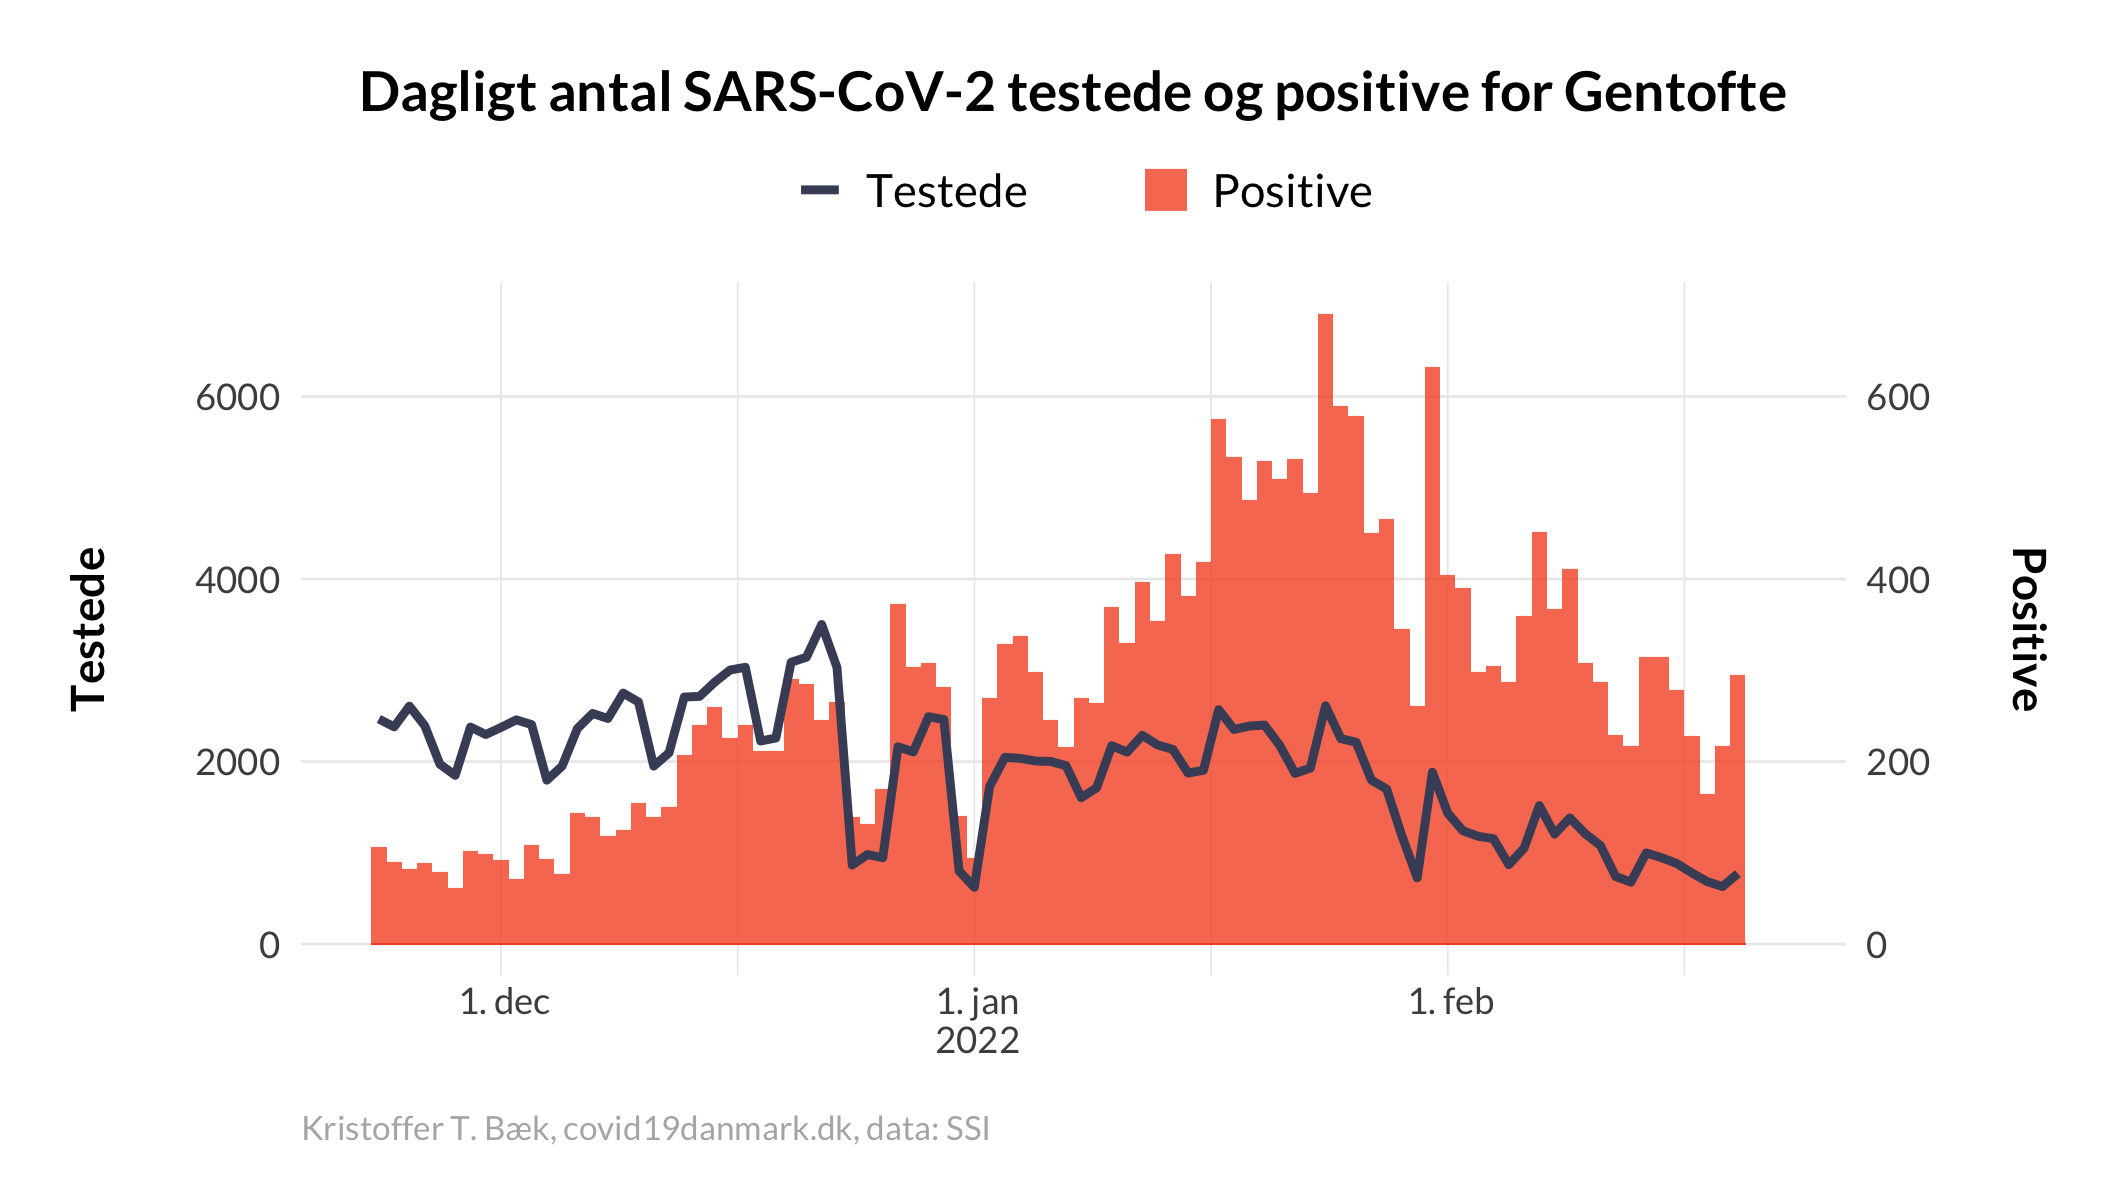 Dagligt antal SARS-CoV-2 testede og positive for Gentofte
Testede
Positive
6000
4000
2000
0
Testede
600
400
200
0
Positive
1. dec
1. jan
2022
1. feb
Kristoffer T. Bæk, covid19danmark.dk, data: SSI